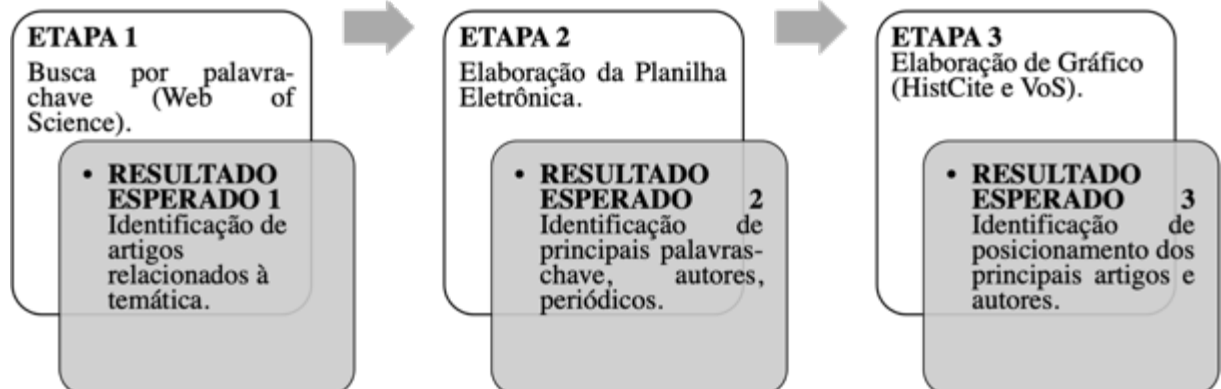 ETAPA 1
Busca por palavra-
chave (Web of
Science).
• RESULTADO
ESPERADO 1
Identificação de
artigos
relacionados à
temática.
ETAPA 2
Elaboração da Planilha
Eletrônica.
• RESULTADO
ESPERADO 2
Identificação de
principais palavras-
chave, autores,
periódicos.
ETAPA 3
Elaboração de Gráfico
(HistCite e VoS).
• RESULTADO
ESPERADO 3
Identificação de
posicionamento dos
principais artigos e
autores.